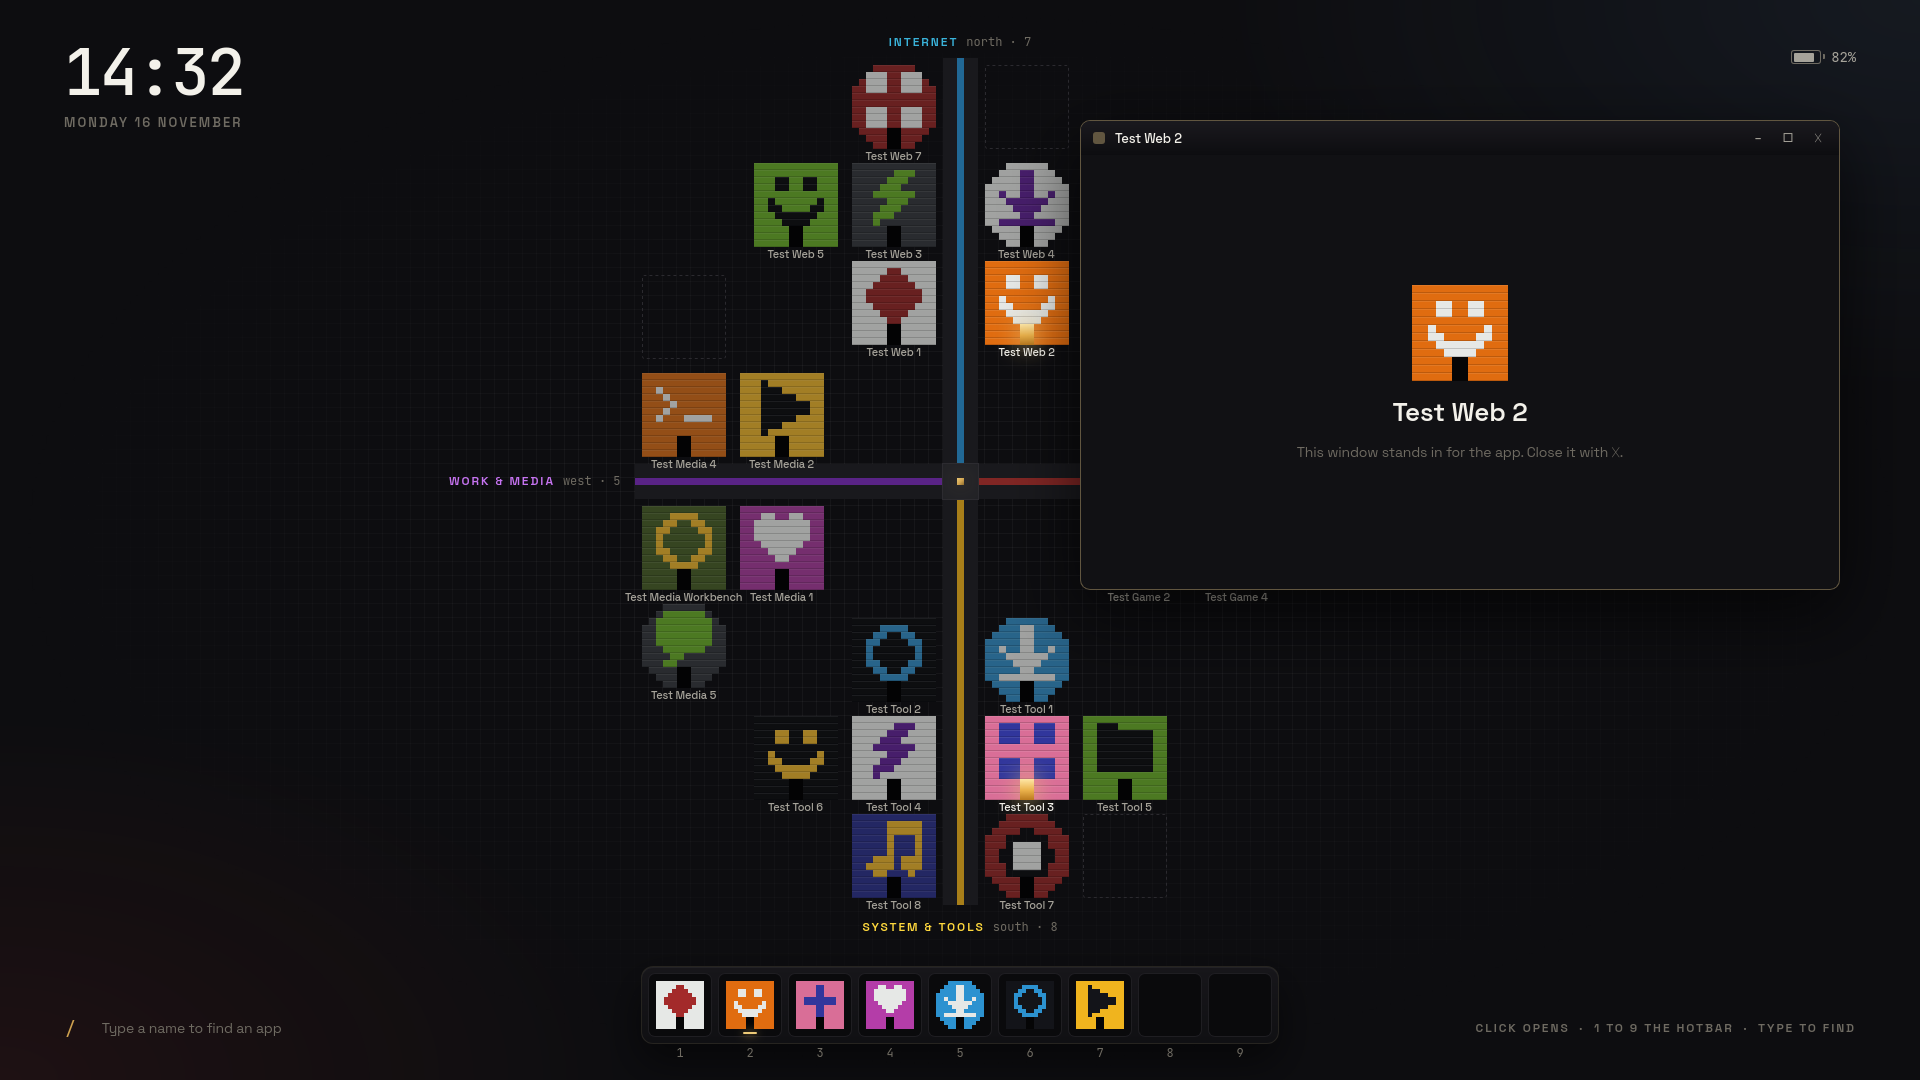 14:32
MONDAY 16 NOVEMBER
INTERNET north · 7
82%
Test Web 7
Test Web 2
– □ X
Test Web 5
Test Web 3
Test Web 4
Test Web 1
Test Web 2
Test Web 2
This window stands in for the app. Close it with X.
Test Media 4
Test Media 2
WORK & MEDIA west · 5
Test Media Workbench
Test Media 1
Test Game 2
Test Game 4
Test Media 5
Test Tool 2
Test Tool 1
Test Tool 6
Test Tool 4
Test Tool 3
Test Tool 5
Test Tool 8
Test Tool 7
SYSTEM & TOOLS south · 8
/ Type a name to find an app
1 2 3 4 5 6 7 8 9
CLICK OPENS · 1 TO 9 THE HOTBAR · TYPE TO FIND